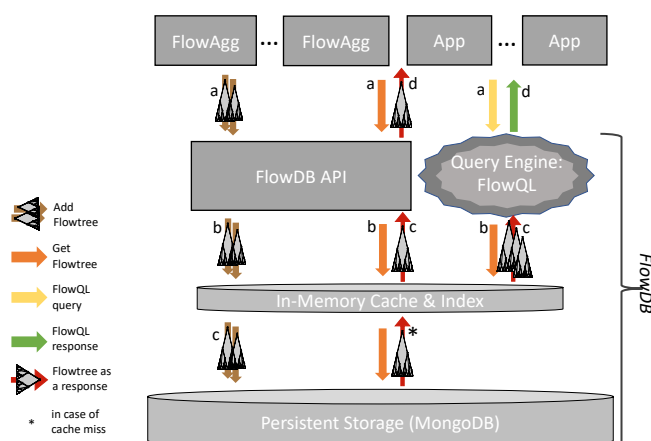 FlowAgg ... FlowAgg App ... App
a a d a d
FlowDB API
Query Engine:
FlowQL
b b c b c
In-Memory Cache & Index
c *
Persistent Storage (MongoDB)
FlowDB
Add
Flowtree
Get
Flowtree
FlowQL
query
FlowQL
response
Flowtree as
a response
* in case of
cache miss